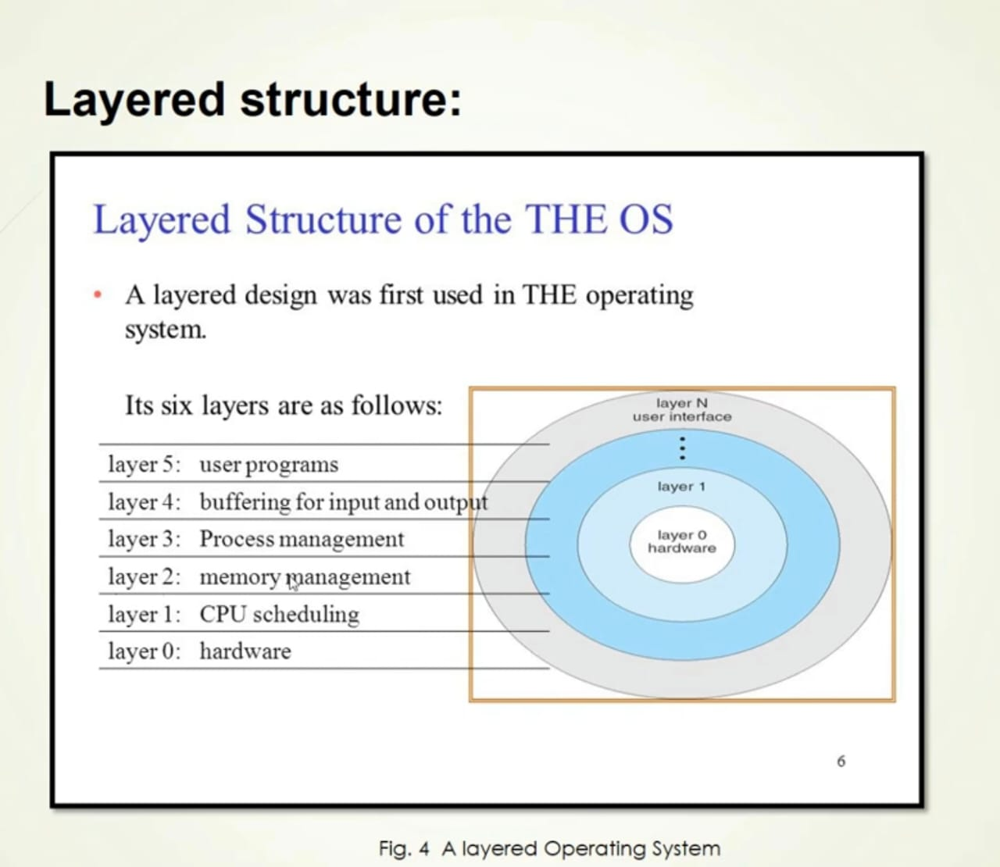 Layered structure:
Layered Structure of the THE OS
• A layered design was first used in THE operating
system.
Its six layers are as follows:
layer 5: user programs
layer 4: buffering for input and output
layer 3: Process management
layer 2: memory management
layer 1: CPU scheduling
layer 0: hardware
layer N
user interface
layer 1
layer 0
hardware
6
Fig. 4 A layered Operating System